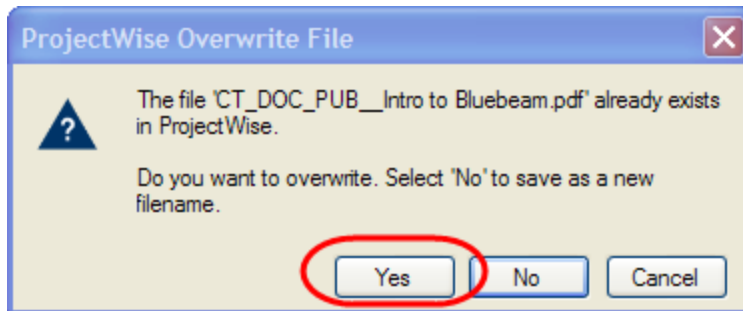 ProjectWise Overwrite File
?
The file 'CT_DOC_PUB__Intro to Bluebeam.pdf' already exists
in ProjectWise.
Do you want to overwrite. Select 'No' to save as a new
filename.
Yes No Cancel